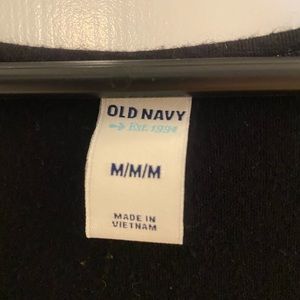 OLD NAVY
Est. 1994
M/M/M
MADE IN
VIETNAM